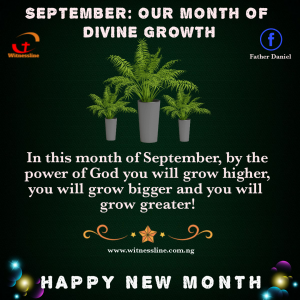 SEPTEMBER: OUR MONTH OF
DIVINE GROWTH
Witnessline
f
Father Daniel
In this month of September, by the
power of God you will grow higher,
you will grow bigger and you will
grow greater!
www.witnessline.com.ng
HAPPY NEW MONTH